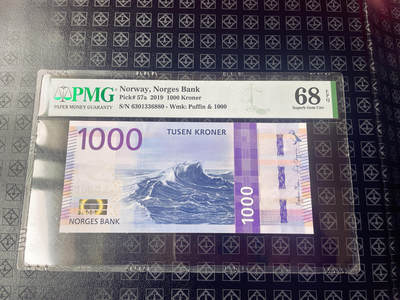 PMG
PAPER MONEY GUARANTY
Norway, Norges Bank
Pick# 57a 2019 1000 Kroner
S/N 6301336880 - Wmk: Puffin & 1000
68 EPQ
Superb Gem Unc
1000
TUSEN KRONER
1000
NORGES BANK